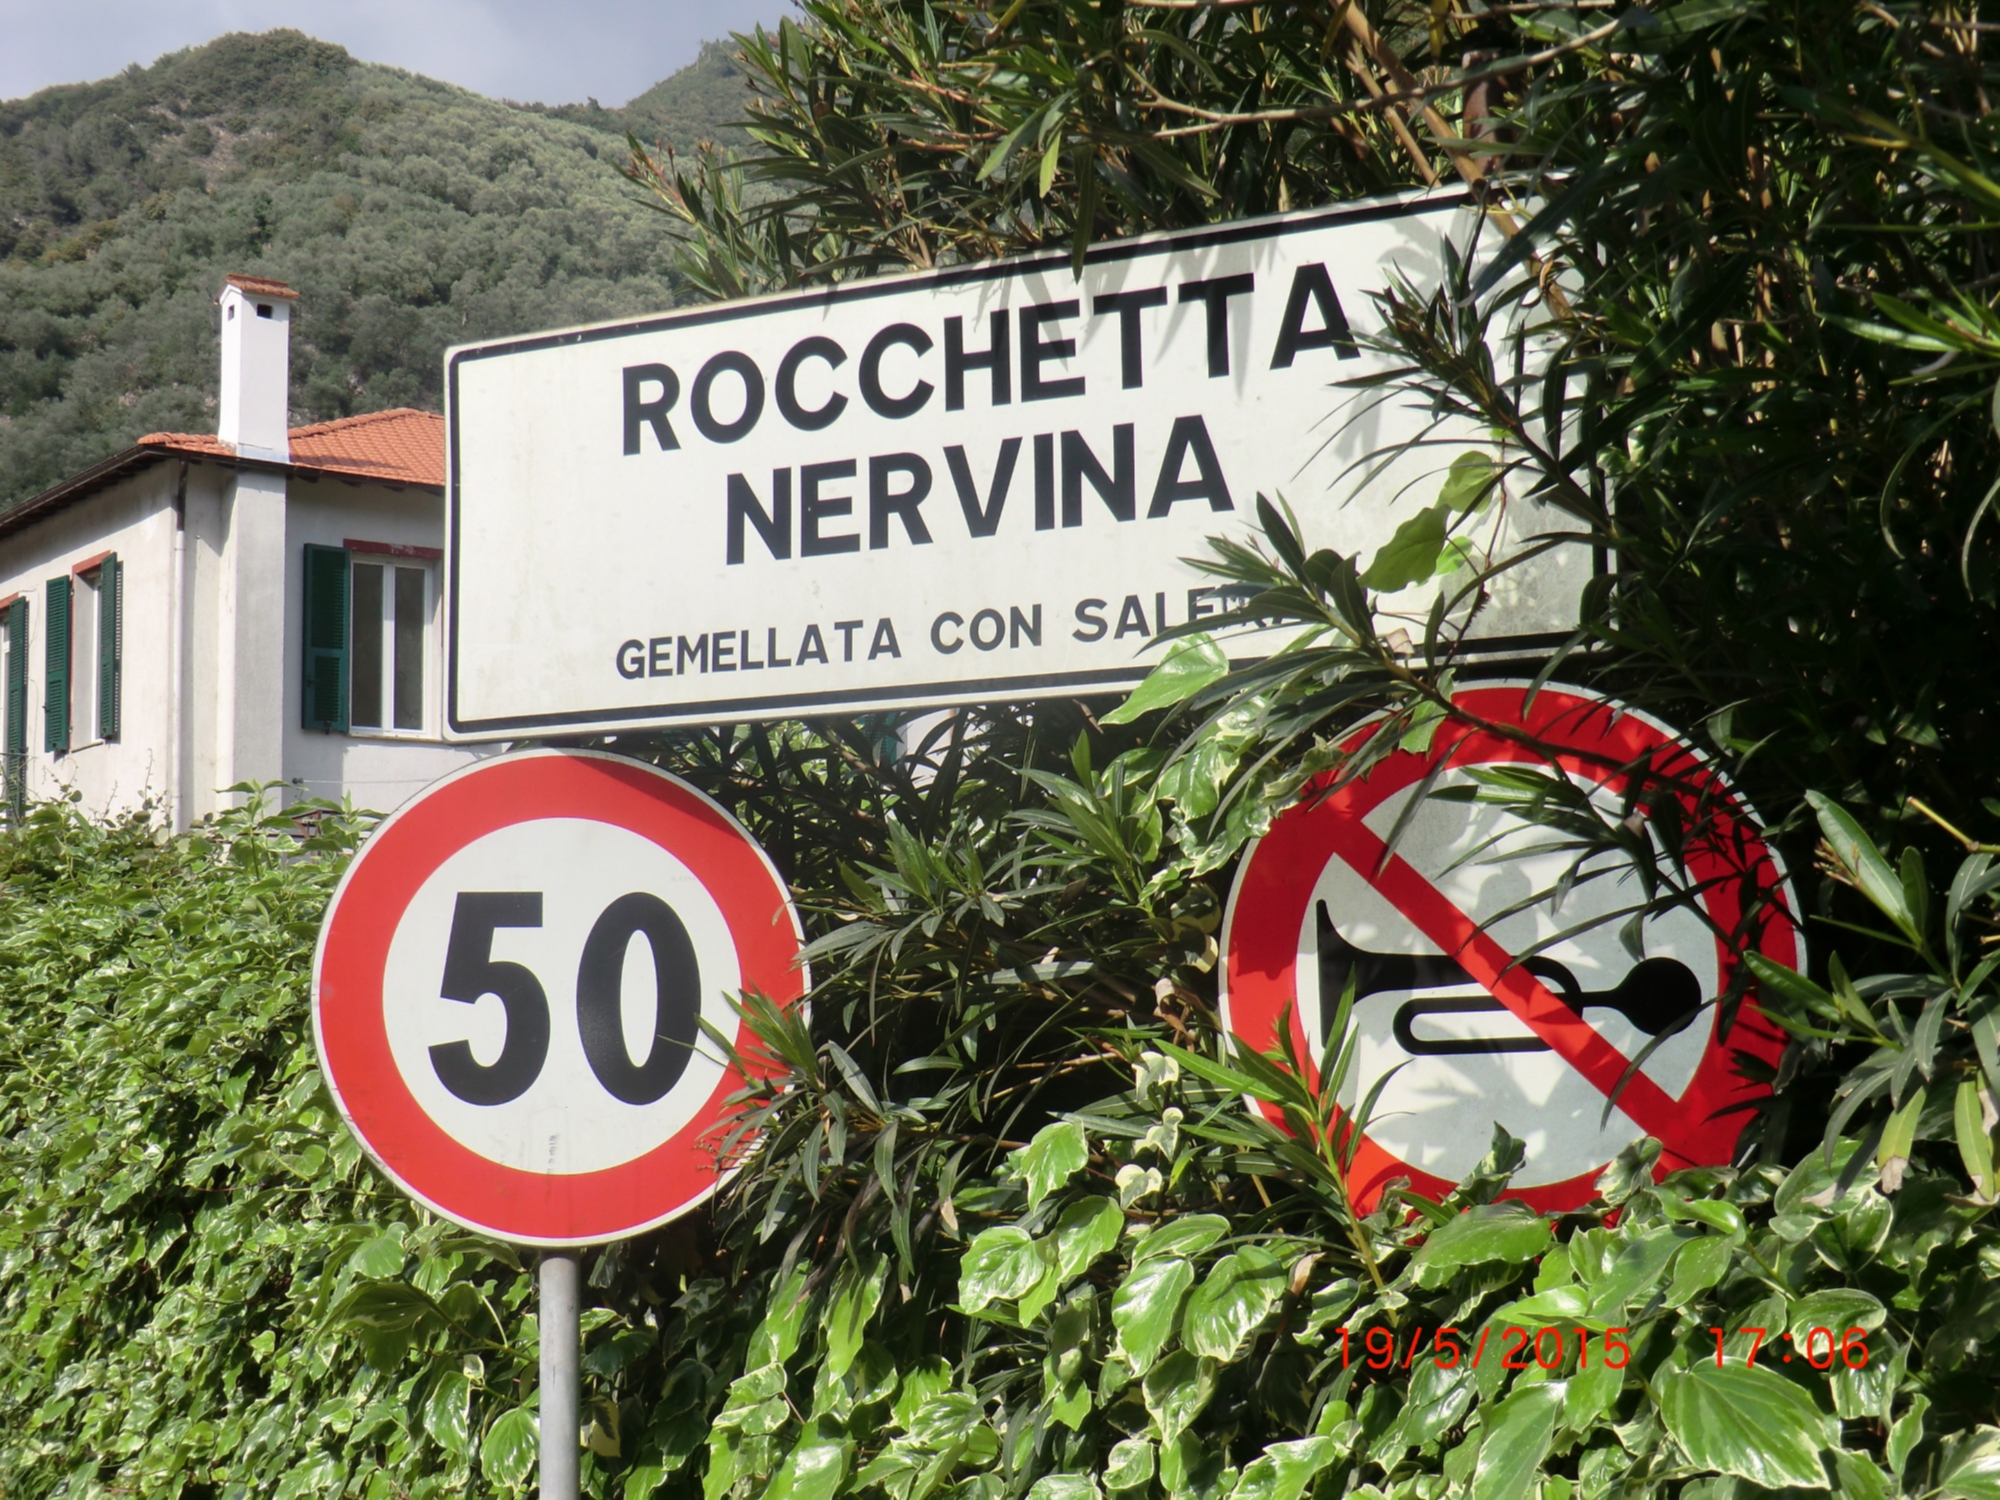 ROCCHETTA
NERVINA
GEMELLATA CON
50
19/5/2015 17:06